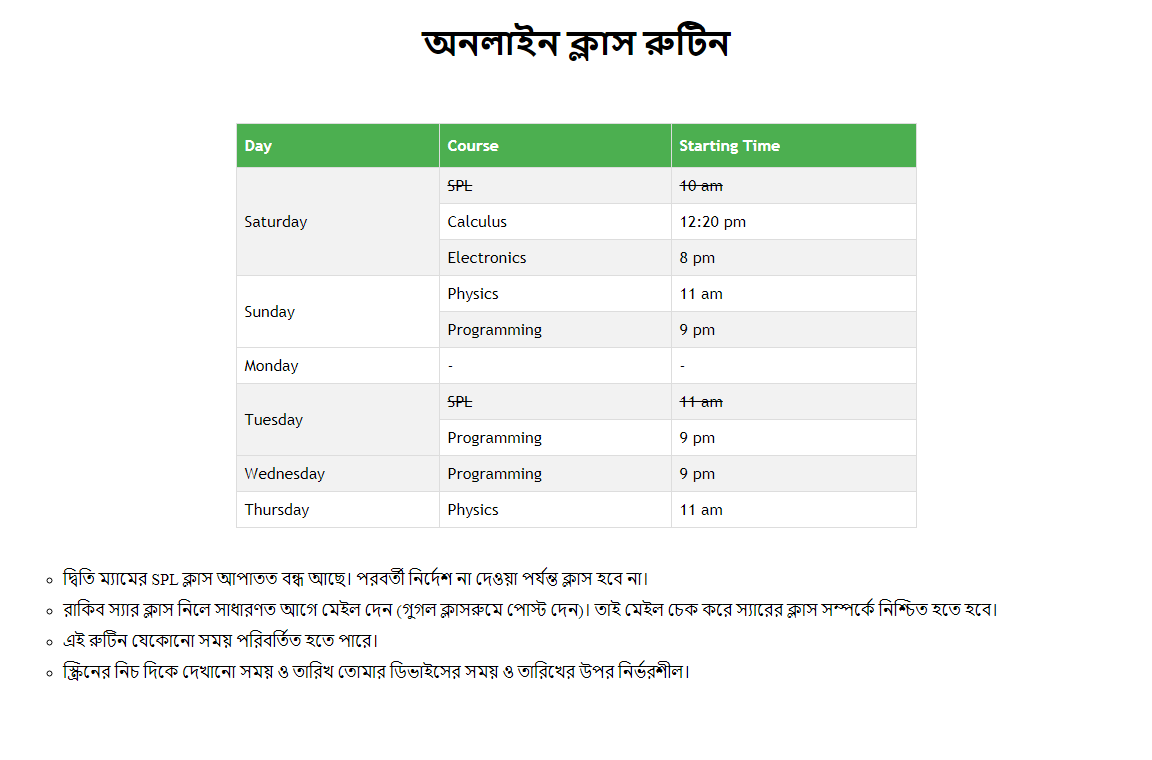 অনলাইন ক্লাস রুটিন
Day Course Starting Time
SPL 10 am
Saturday Calculus 12:20 pm
Electronics 8 pm
Sunday Physics 11 am
Programming 9 pm
Monday - -
Tuesday SPL 11 am
Programming 9 pm
Wednesday Programming 9 pm
Thursday Physics 11 am
দ্বিতি ম্যামের SPL ক্লাস আপাতত বন্ধ আছে। পরবর্তী নির্দেশ না দেওয়া পর্যন্ত ক্লাস হবে না।
রাকিব স্যার ক্লাস নিলে সাধারণত আগে মেইল দেন (গুগল ক্লাসরুমে পোস্ট দেন)। তাই মেইল চেক করে স্যারের ক্লাস সম্পর্কে নিশ্চিত হতে হবে।
এই রুটিন যেকোনো সময় পরিবর্তিত হতে পারে।
স্ক্রিনের নিচ দিকে দেখানো সময় ও তারিখ তোমার ডিভাইসের সময় ও তারিখের উপর নির্ভরশীল।